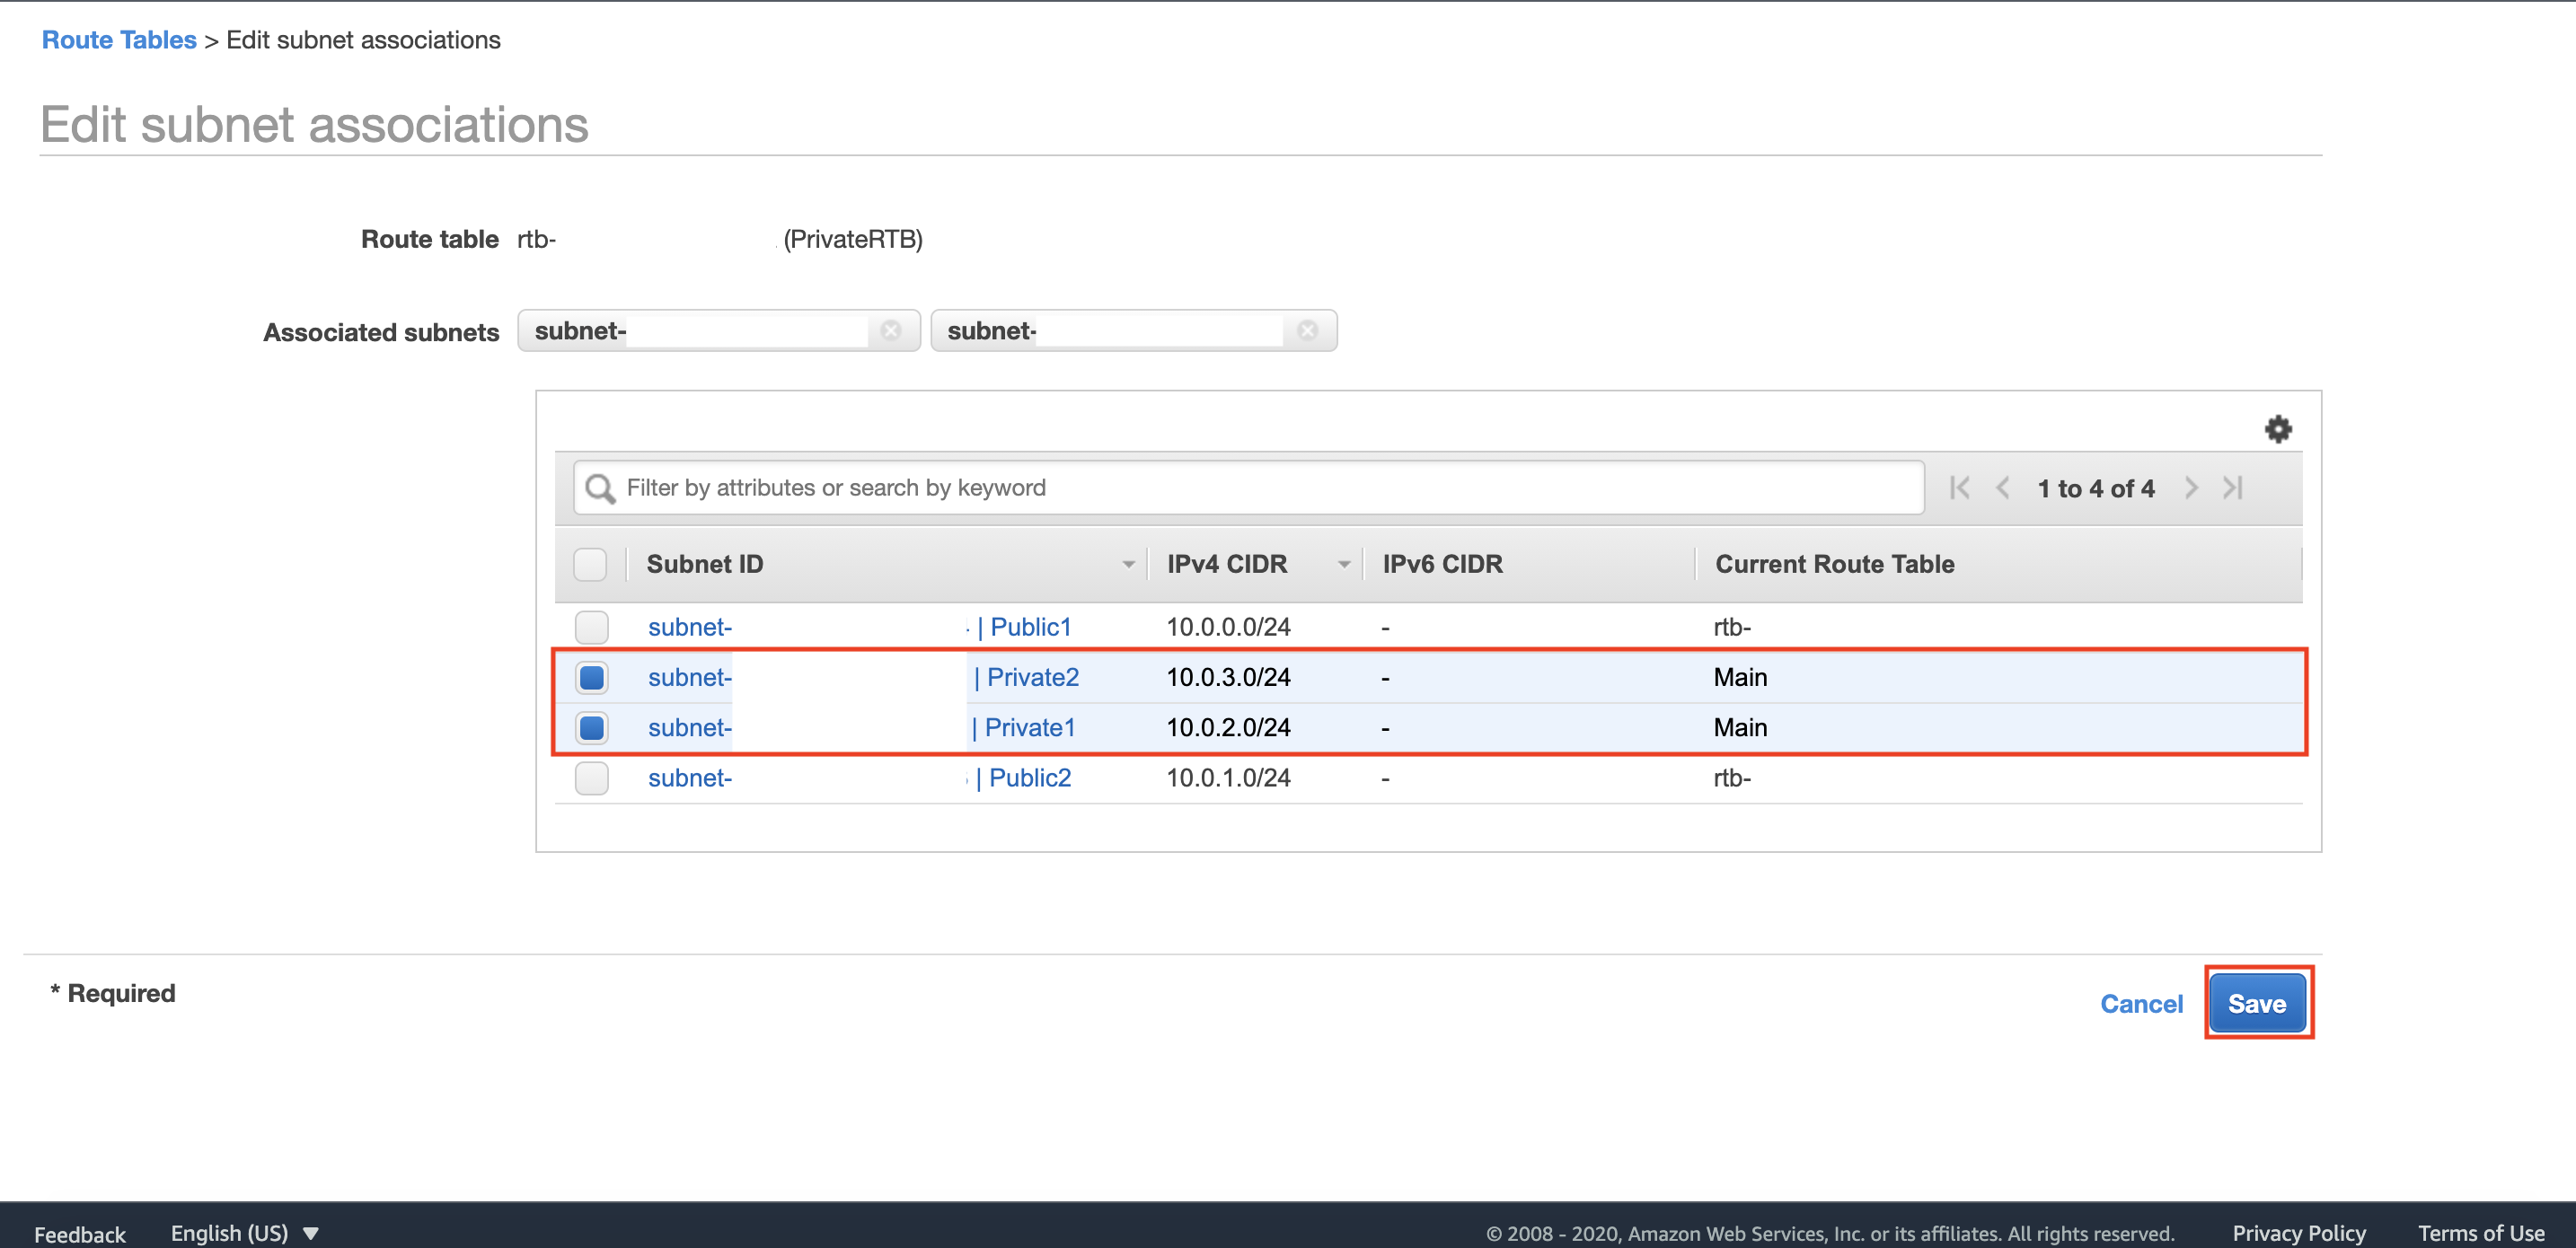 Route Tables > Edit subnet associations
Edit subnet associations
Route table rtb- (PrivateRTB)
Associated subnets subnet- subnet-
Filter by attributes or search by keyword 1 to 4 of 4
Subnet ID IPv4 CIDR IPv6 CIDR Current Route Table
subnet- | Public1 10.0.0.0/24 - rtb-
subnet- | Private2 10.0.3.0/24 - Main
subnet- | Private1 10.0.2.0/24 - Main
subnet- | Public2 10.0.1.0/24 - rtb-
* Required Cancel Save
Feedback English (US) © 2008 - 2020, Amazon Web Services, Inc. or its affiliates. All rights reserved. Privacy Policy Terms of Use